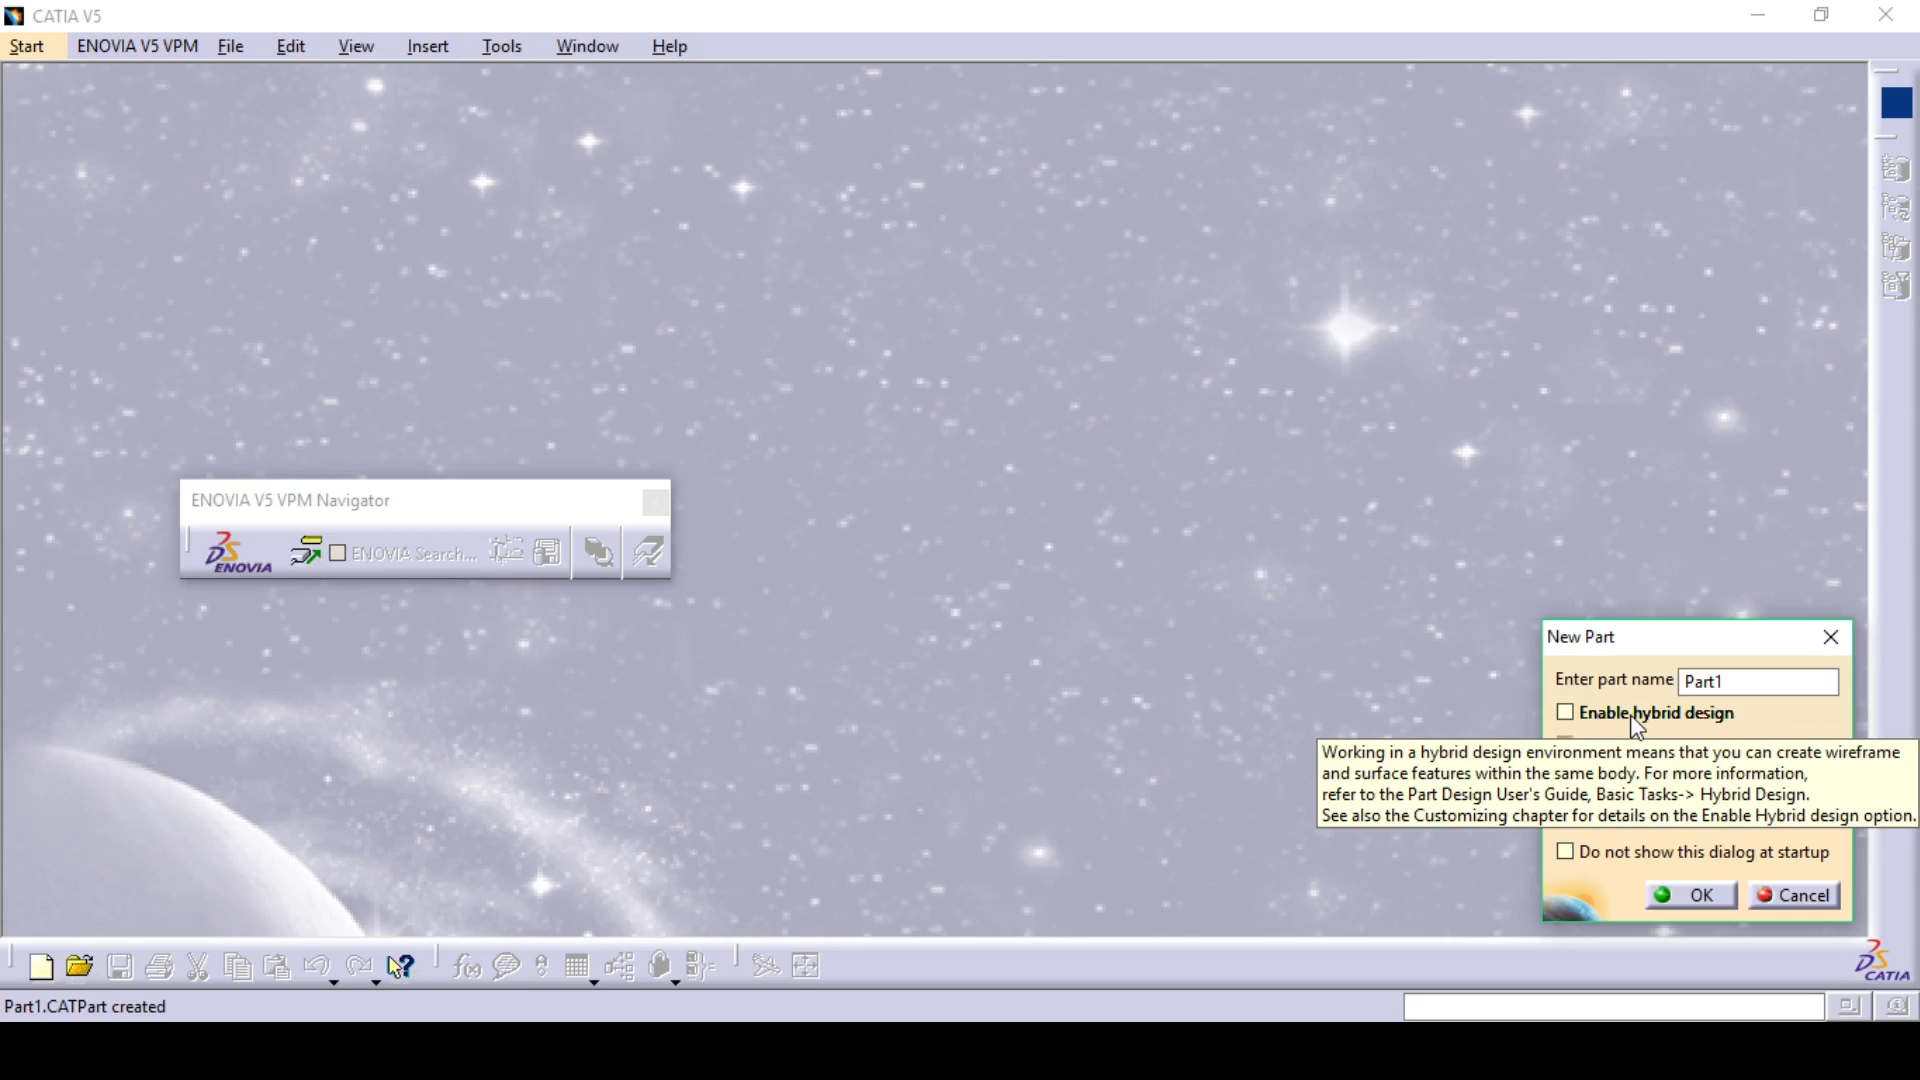 CATIA V5
Start ENOVIA V5 VPM File Edit View Insert Tools Window Help
ENOVIA V5 VPM Navigator
ENOVIA ENOVIA Search...
New Part
Enter part name Part1
Enable hybrid design
Working in a hybrid design environment means that you can create wireframe
and surface features within the same body. For more information,
refer to the Part Design User's Guide, Basic Tasks-> Hybrid Design.
See also the Customizing chapter for details on the Enable Hybrid design option.
Do not show this dialog at startup
OK Cancel
f(x)
CATIA
Part1.CATPart created